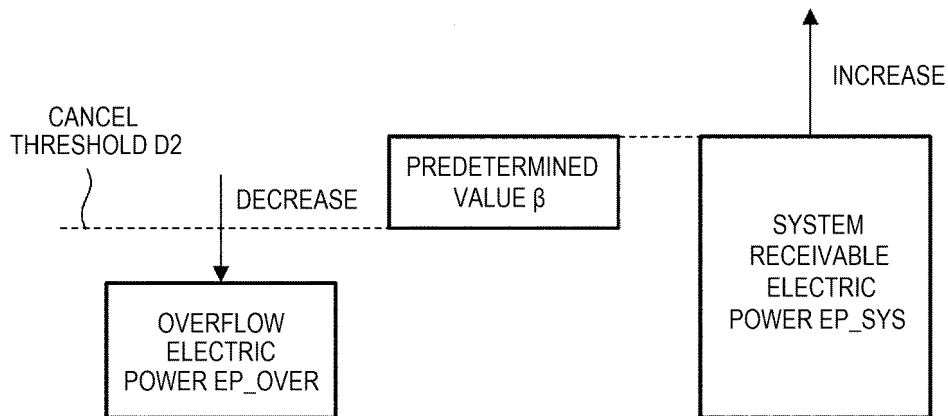 INCREASE
CANCEL
THRESHOLD D2
DECREASE
PREDETERMINED
VALUE β
SYSTEM
RECEIVABLE
ELECTRIC
POWER EP_SYS
OVERFLOW
ELECTRIC
POWER EP_OVER